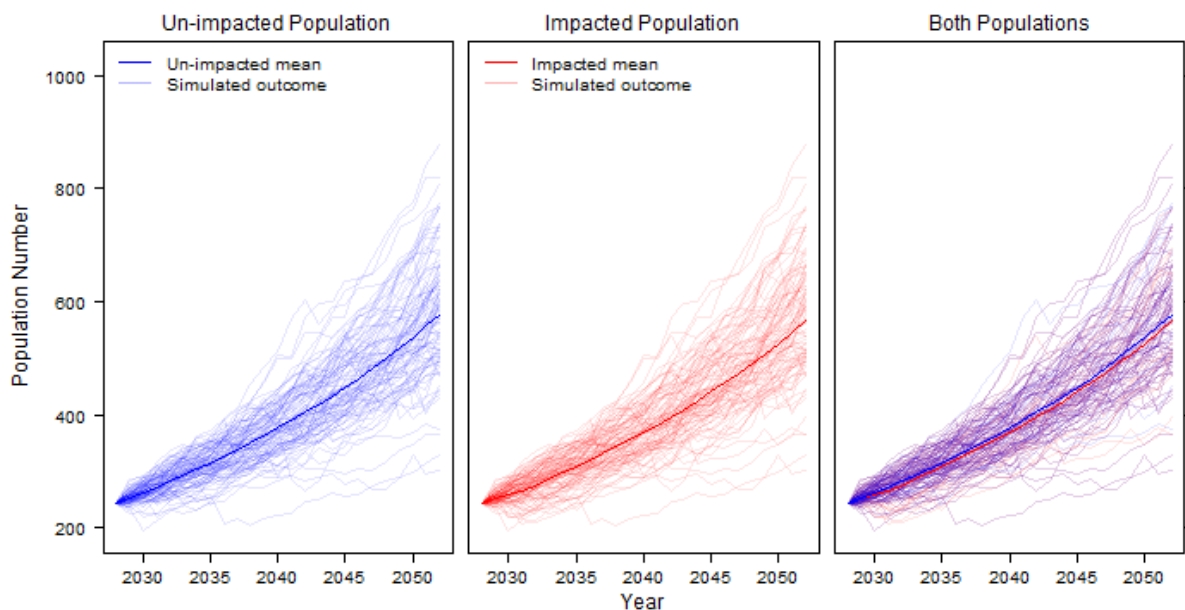 Un-impacted Population
Impacted Population
Both Populations
Un-impacted mean
Simulated outcome
Impacted mean
Simulated outcome
Population Number
1000
800
600
400
200
2030 2035 2040 2045 2050
2030 2035 2040 2045 2050
2030 2035 2040 2045 2050
Year